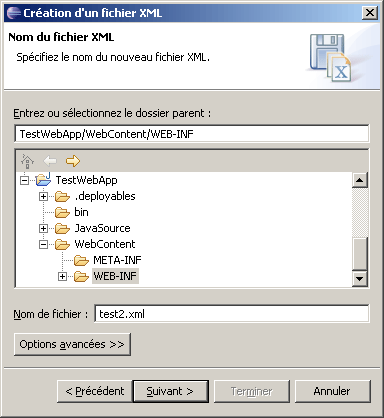 Création d'un fichier XML
Nom du fichier XML
Spécifiez le nom du nouveau fichier XML.
Entrez ou sélectionnez le dossier parent :
TestWebApp/WebContent/WEB-INF
TestWebApp
.deployables
bin
JavaSource
WebContent
META-INF
WEB-INF
Nom de fichier : test2.xml
Options avancées >>
< Précédent Suivant > Terminer Annuler